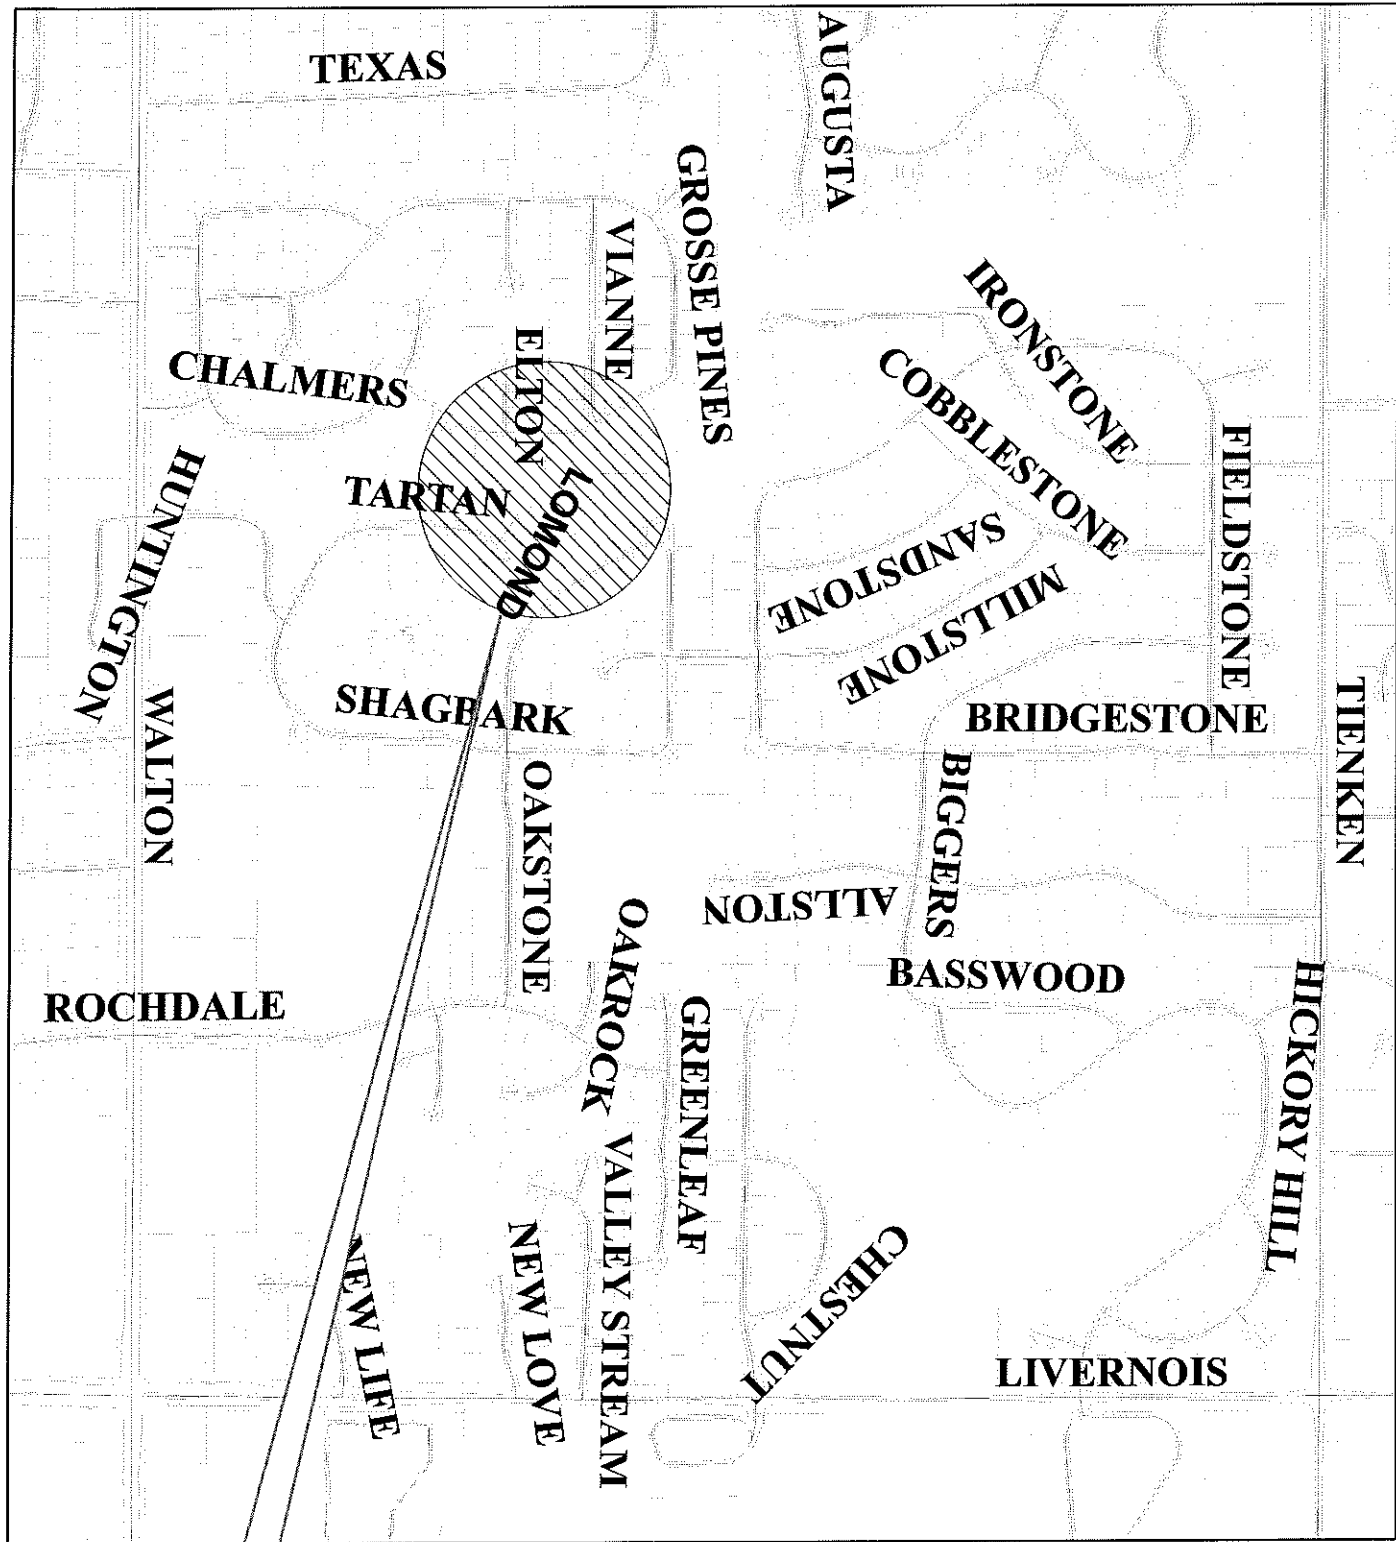 TEXAS
AUGUSTA
GROSSE PINES
VIANNE
IRONSTONE
ELTON
CHALMERS
COBBLESTONE
FIELDSTONE
HUNTINGTON
TARTAN
LOMOND
SANDSTONE
MILLSTONE
SHAGBARK
WALTON
BRIDGESTONE
TIENKEN
OAKSTONE
BIGGERS
ALLSTON
OAKROCK
BASSWOOD
HICKORY HILL
ROCHDALE
GREENLEAF
VALLEY STREAM
NEW LIFE
NEW LOVE
CHESTNUT
LIVERNOIS